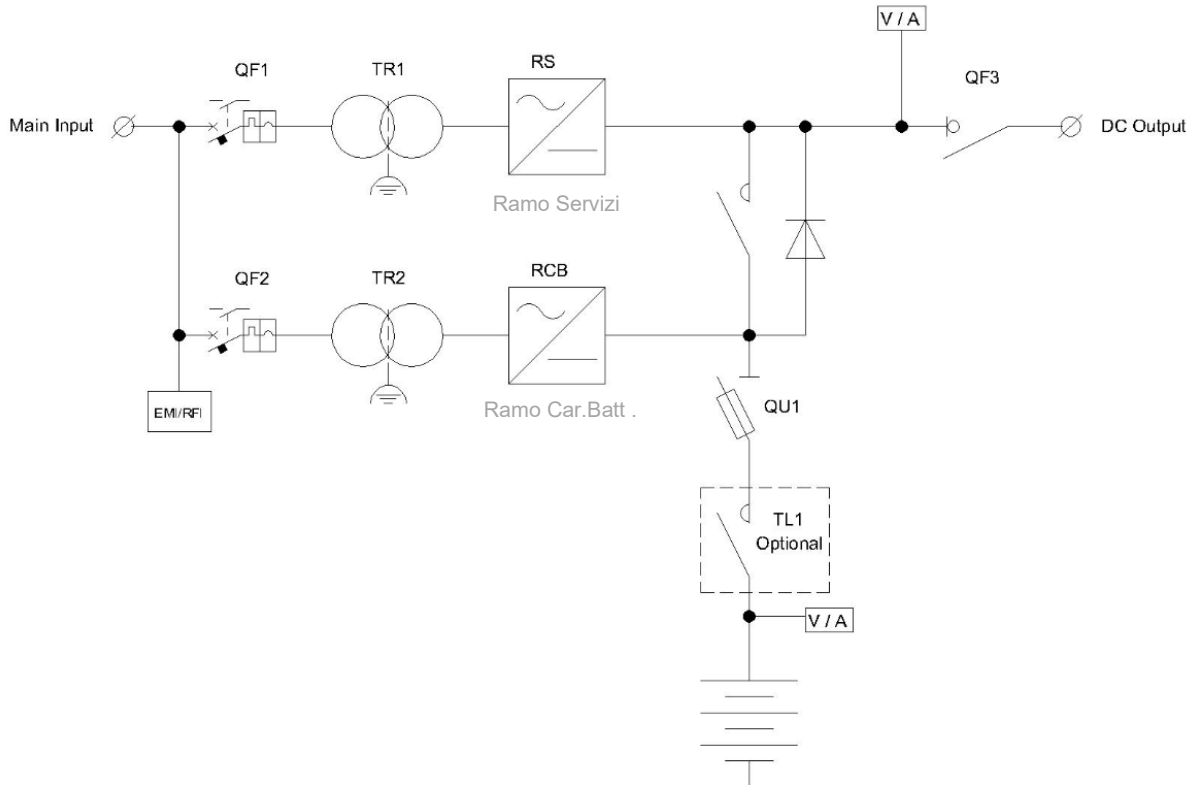 V / A
QF1
TR1
RS
QF3
Main Input
DC Output
Ramo Servizi
QF2
TR2
RCB
EMI/RFI
Ramo Car.Batt .
QU1
TL1
Optional
V / A